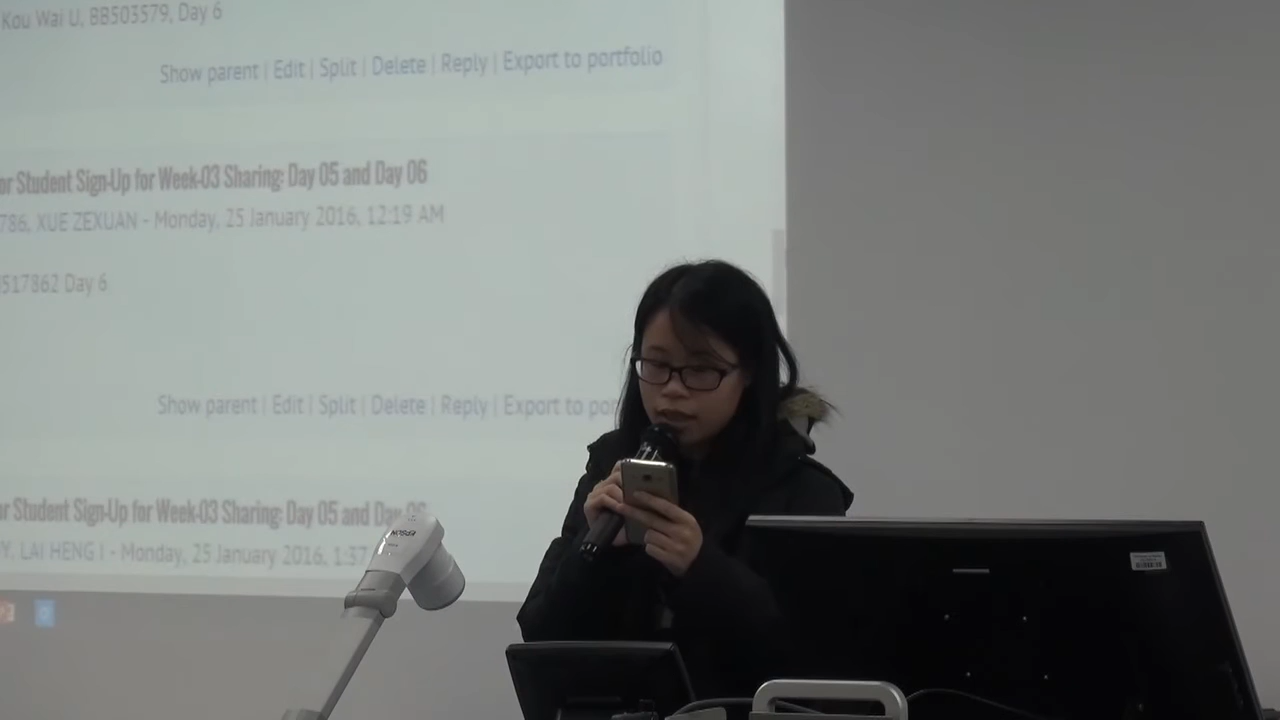 Kou Wai U, BB503579, Day 6
Show parent | Edit | Split | Delete | Reply | Export to portfolio
or Student Sign-Up for Week-03 Sharing: Day 05 and Day 06
786, XUE ZEXUAN - Monday, 25 January 2016, 12:19 AM
517862 Day 6
Show parent | Edit | Split | Delete | Reply | Export to por
or Student Sign-Up for Week-03 Sharing: Day 05 and Day 06
Y, LAI HENG I - Monday, 25 January 2016, 1:37
EPSON